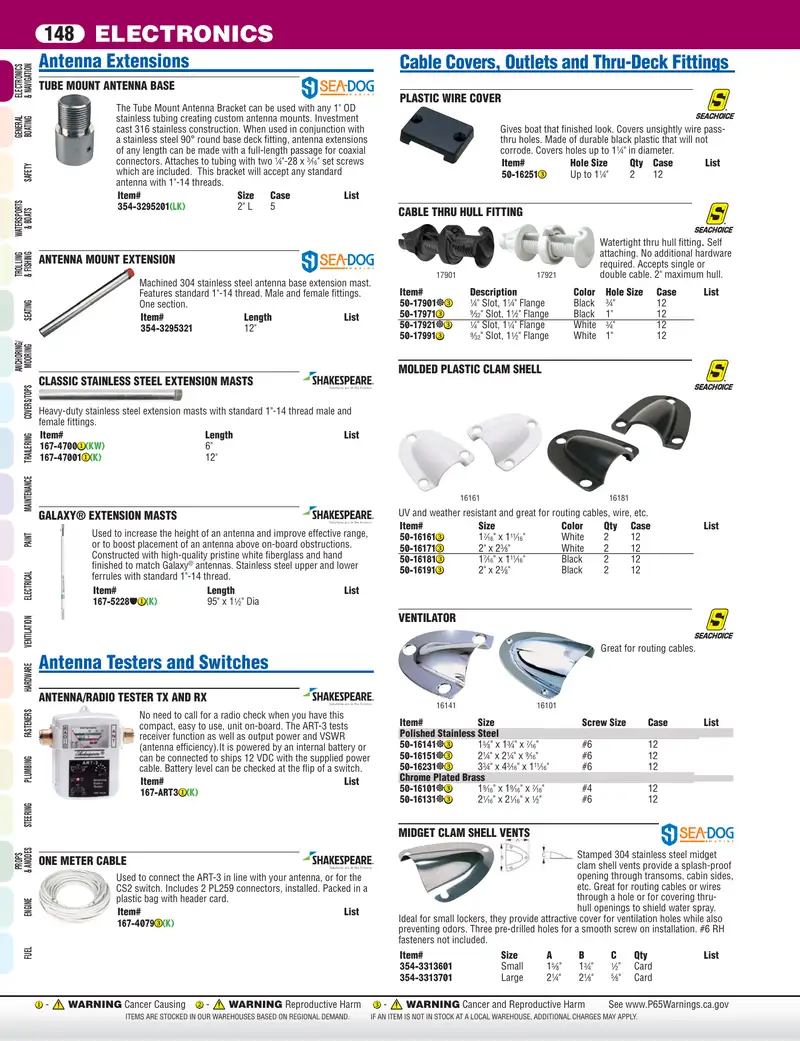 148 ELECTRONICS
ELECTRONICS
& NAVIGATION
GENERAL
BOATING
SAFETY
WATERSPORTS
& BOATS
TROLLING
& FISHING
SEATING
ANCHORING/
MOORING
COVERS/TOPS
TRAILERING
MAINTENANCE
PAINT
ELECTRICAL
VENTILATION
HARDWARE
FASTENERS
PLUMBING
STEERING
PROPS
& ANODES
ENGINE
FUEL
Antenna Extensions
TUBE MOUNT ANTENNA BASE
SEA-DOG
The Tube Mount Antenna Bracket can be used with any 1" OD
stainless tubing creating custom antenna mounts. Investment
cast 316 stainless construction. When used in conjunction with
a stainless steel 90° round base deck fitting, antenna extensions
of any length can be made with a full-length passage for coaxial
connectors. Attaches to tubing with two ¼"-28 x 3⁄16" set screws
which are included. This bracket will accept any standard
antenna with 1"-14 threads.
Item# Size Case List
354-3295201(LK) 2" L 5
ANTENNA MOUNT EXTENSION
SEA-DOG
Machined 304 stainless steel antenna base extension mast.
Features standard 1"-14 thread. Male and female fittings.
One section.
Item# Length List
354-3295321 12"
CLASSIC STAINLESS STEEL EXTENSION MASTS
SHAKESPEARE
Heavy-duty stainless steel extension masts with standard 1"-14 thread male and
female fittings.
Item# Length List
167-4700 1 (KW) 6"
167-47001 1 (K) 12"
GALAXY® EXTENSION MASTS
SHAKESPEARE
Used to increase the height of an antenna and improve effective range,
or to boost placement of an antenna above on-board obstructions.
Constructed with high-quality pristine white fiberglass and hand
finished to match Galaxy® antennas. Stainless steel upper and lower
ferrules with standard 1"-14 thread.
Item# Length List
167-5228 1 (K) 95" x 1½" Dia
Antenna Testers and Switches
ANTENNA/RADIO TESTER TX AND RX
SHAKESPEARE
ART-3
No need to call for a radio check when you have this
compact, easy to use, unit on-board. The ART-3 tests
receiver function as well as output power and VSWR
(antenna efficiency).It is powered by an internal battery or
can be connected to ships 12 VDC with the supplied power
cable. Battery level can be checked at the flip of a switch.
Item# List
167-ART3 1 (K)
ONE METER CABLE
SHAKESPEARE
Used to connect the ART-3 in line with your antenna, or for the
CS2 switch. Includes 2 PL259 connectors, installed. Packed in a
plastic bag with header card.
Item# List
167-4079 3 (K)
Cable Covers, Outlets and Thru-Deck Fittings
PLASTIC WIRE COVER
SEACHOICE
Gives boat that finished look. Covers unsightly wire pass-
thru holes. Made of durable black plastic that will not
corrode. Covers holes up to 1¼" in diameter.
Item# Hole Size Qty Case List
50-16251 3 Up to 1¼" 2 12
CABLE THRU HULL FITTING
SEACHOICE
17901 17921
Watertight thru hull fitting. Self
attaching. No additional hardware
required. Accepts single or
double cable. 2" maximum hull.
Item# Description Color Hole Size Case List
50-17901 3 ¼" Slot, 1¼" Flange Black ¾" 12
50-17971 3 9⁄32" Slot, 1½" Flange Black 1" 12
50-17921 3 ¼" Slot, 1¼" Flange White ¾" 12
50-17991 3 9⁄32" Slot, 1½" Flange White 1" 12
MOLDED PLASTIC CLAM SHELL
SEACHOICE
16161 16181
UV and weather resistant and great for routing cables, wire, etc.
Item# Size Color Qty Case List
50-16161 3 17⁄16" x 111⁄16" White 2 12
50-16171 3 2" x 2⅜" White 2 12
50-16181 3 17⁄16" x 111⁄16" Black 2 12
50-16191 3 2" x 2⅜" Black 2 12
VENTILATOR
SEACHOICE
Great for routing cables.
16141 16101
Item# Size Screw Size Case List
Polished Stainless Steel
50-16141 3 1⅝" x 1¾" x 7⁄16" #6 12
50-16151 3 2¼" x 2¼" x 9⁄16" #6 12
50-16231 3 3¾" x 43⁄16" x 111⁄16" #6 12
Chrome Plated Brass
50-16101 3 19⁄16" x 19⁄16" x 7⁄16" #4 12
50-16131 3 21⁄16" x 21⁄16" x ½" #6 12
MIDGET CLAM SHELL VENTS
SEA-DOG
Stamped 304 stainless steel midget
clam shell vents provide a splash-proof
opening through transoms, cabin sides,
etc. Great for routing cables or wires
through a hole or for covering thru-
hull openings to shield water spray.
Ideal for small lockers, they provide attractive cover for ventilation holes while also
preventing odors. Three pre-drilled holes for a smooth screw on installation. #6 RH
fasteners not included.
Item# Size A B C Qty List
354-3313601 Small 1⅝" 1¾" ½" Card
354-3313701 Large 2¼" 2⅛" ⅝" Card
1 - WARNING Cancer Causing 2 - WARNING Reproductive Harm 3 - WARNING Cancer and Reproductive Harm See www.P65Warnings.ca.gov
ITEMS ARE STOCKED IN OUR WAREHOUSES BASED ON REGIONAL DEMAND. IF AN ITEM IS NOT IN STOCK AT A LOCAL WAREHOUSE, ADDITIONAL CHARGES MAY APPLY.